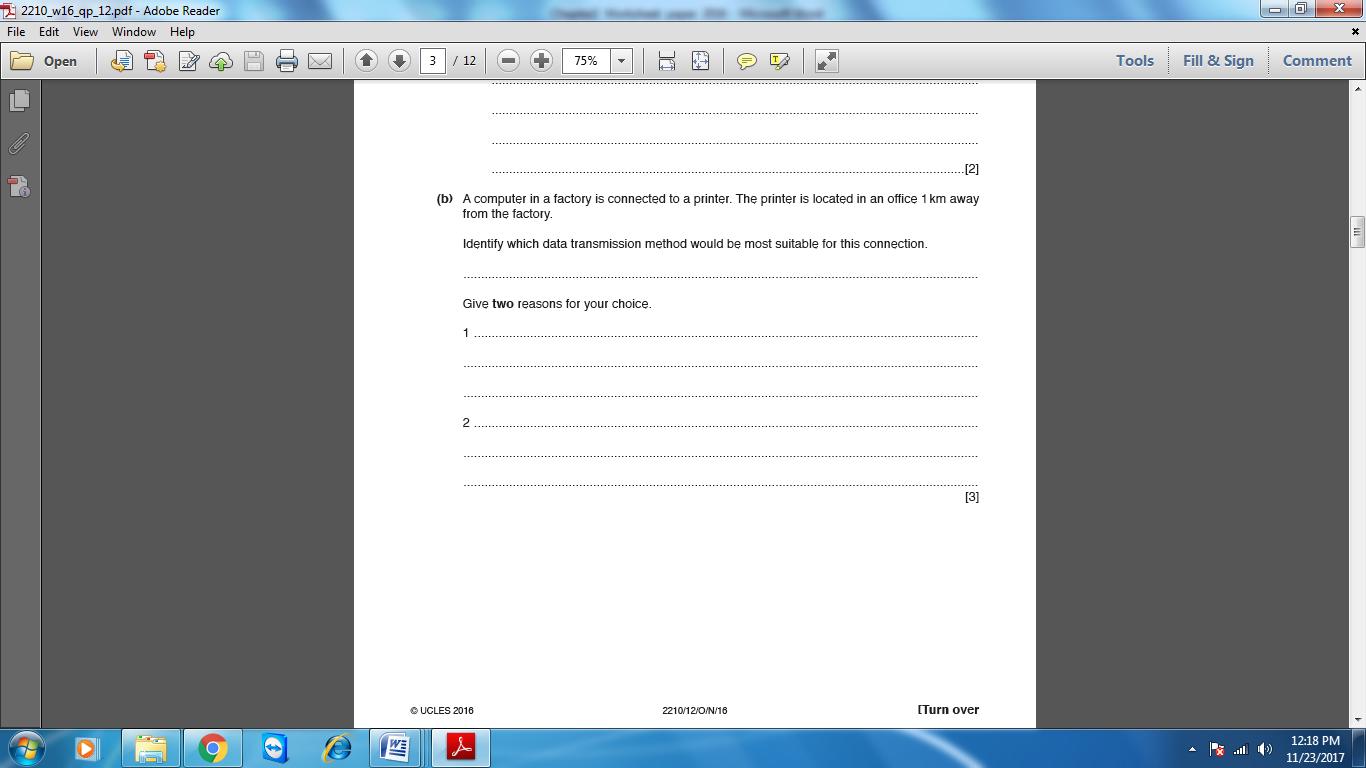 2210_w16_qp_12.pdf - Adobe Reader
File Edit View Window Help
Open 3 / 12 75% Tools Fill & Sign Comment
[2]
(b) A computer in a factory is connected to a printer. The printer is located in an office 1 km away
from the factory.
Identify which data transmission method would be most suitable for this connection.
Give two reasons for your choice.
1
2
[3]
© UCLES 2016 2210/12/O/N/16 [Turn over
12:18 PM
11/23/2017